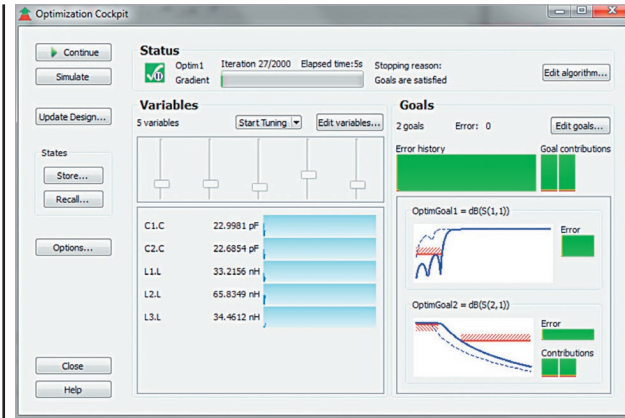 Optimization Cockpit
Continue
Simulate
Update Design...
States
Store...
Recall...
Options...
Close
Help
Status
Optim1
Gradient
Iteration 27/2000
Elapsed time:5s
Stopping reason:
Goals are satisfied
Edit algorithm...
Variables
5 variables
Start Tuning
Edit variables...
C1.C 22.9981 pF
C2.C 22.6854 pF
L1.L 33.2156 nH
L2.L 65.8349 nH
L3.L 34.4612 nH
Goals
2 goals
Error: 0
Edit goals...
Error history
Goal contributions
OptimGoal1 = dB(S(1,1))
Error
OptimGoal2 = dB(S(2,1))
Error
Contributions